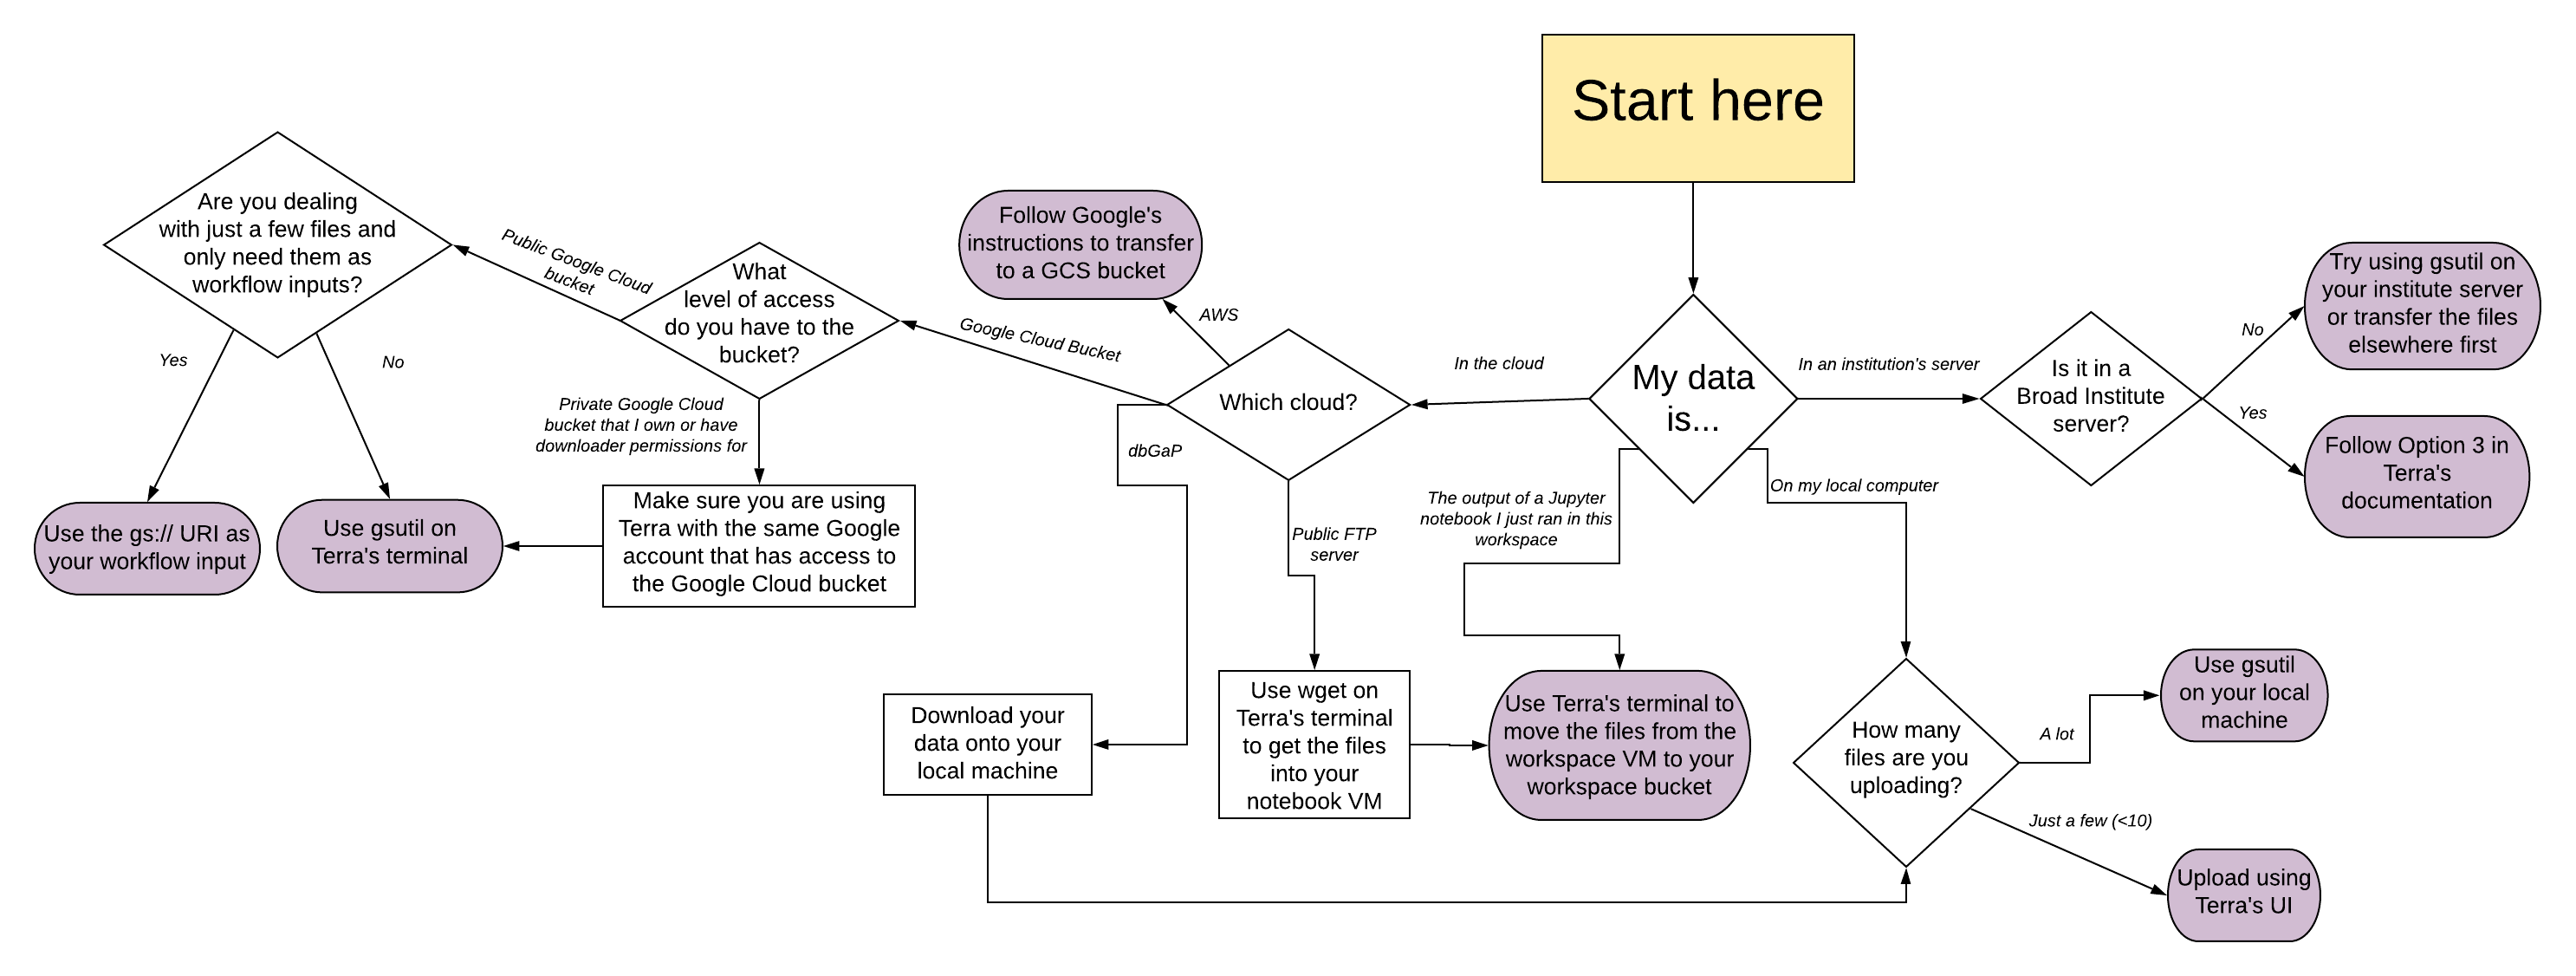 Start here
Are you dealing
with just a few files and
only need them as
workflow inputs?
Public Google Cloud
bucket
What
level of access
do you have to the
bucket?
Follow Google's
instructions to transfer
to a GCS bucket
AWS
Google Cloud Bucket
Which cloud?
In the cloud
My data
is...
In an institution's server
Is it in a
Broad Institute
server?
No
Try using gsutil on
your institute server
or transfer the files
elsewhere first
Yes
Follow Option 3 in
Terra's
documentation
Yes
No
Private Google Cloud
bucket that I own or have
downloader permissions for
dbGaP
Public FTP
server
The output of a Jupyter
notebook I just ran in this
workspace
On my local computer
Use the gs:// URI as
your workflow input
Use gsutil on
Terra's terminal
Make sure you are using
Terra with the same Google
account that has access to
the Google Cloud bucket
Download your
data onto your
local machine
Use wget on
Terra's terminal
to get the files
into your
notebook VM
Use Terra's terminal to
move the files from the
workspace VM to your
workspace bucket
How many
files are you
uploading?
A lot
Use gsutil
on your local
machine
Just a few (<10)
Upload using
Terra's UI